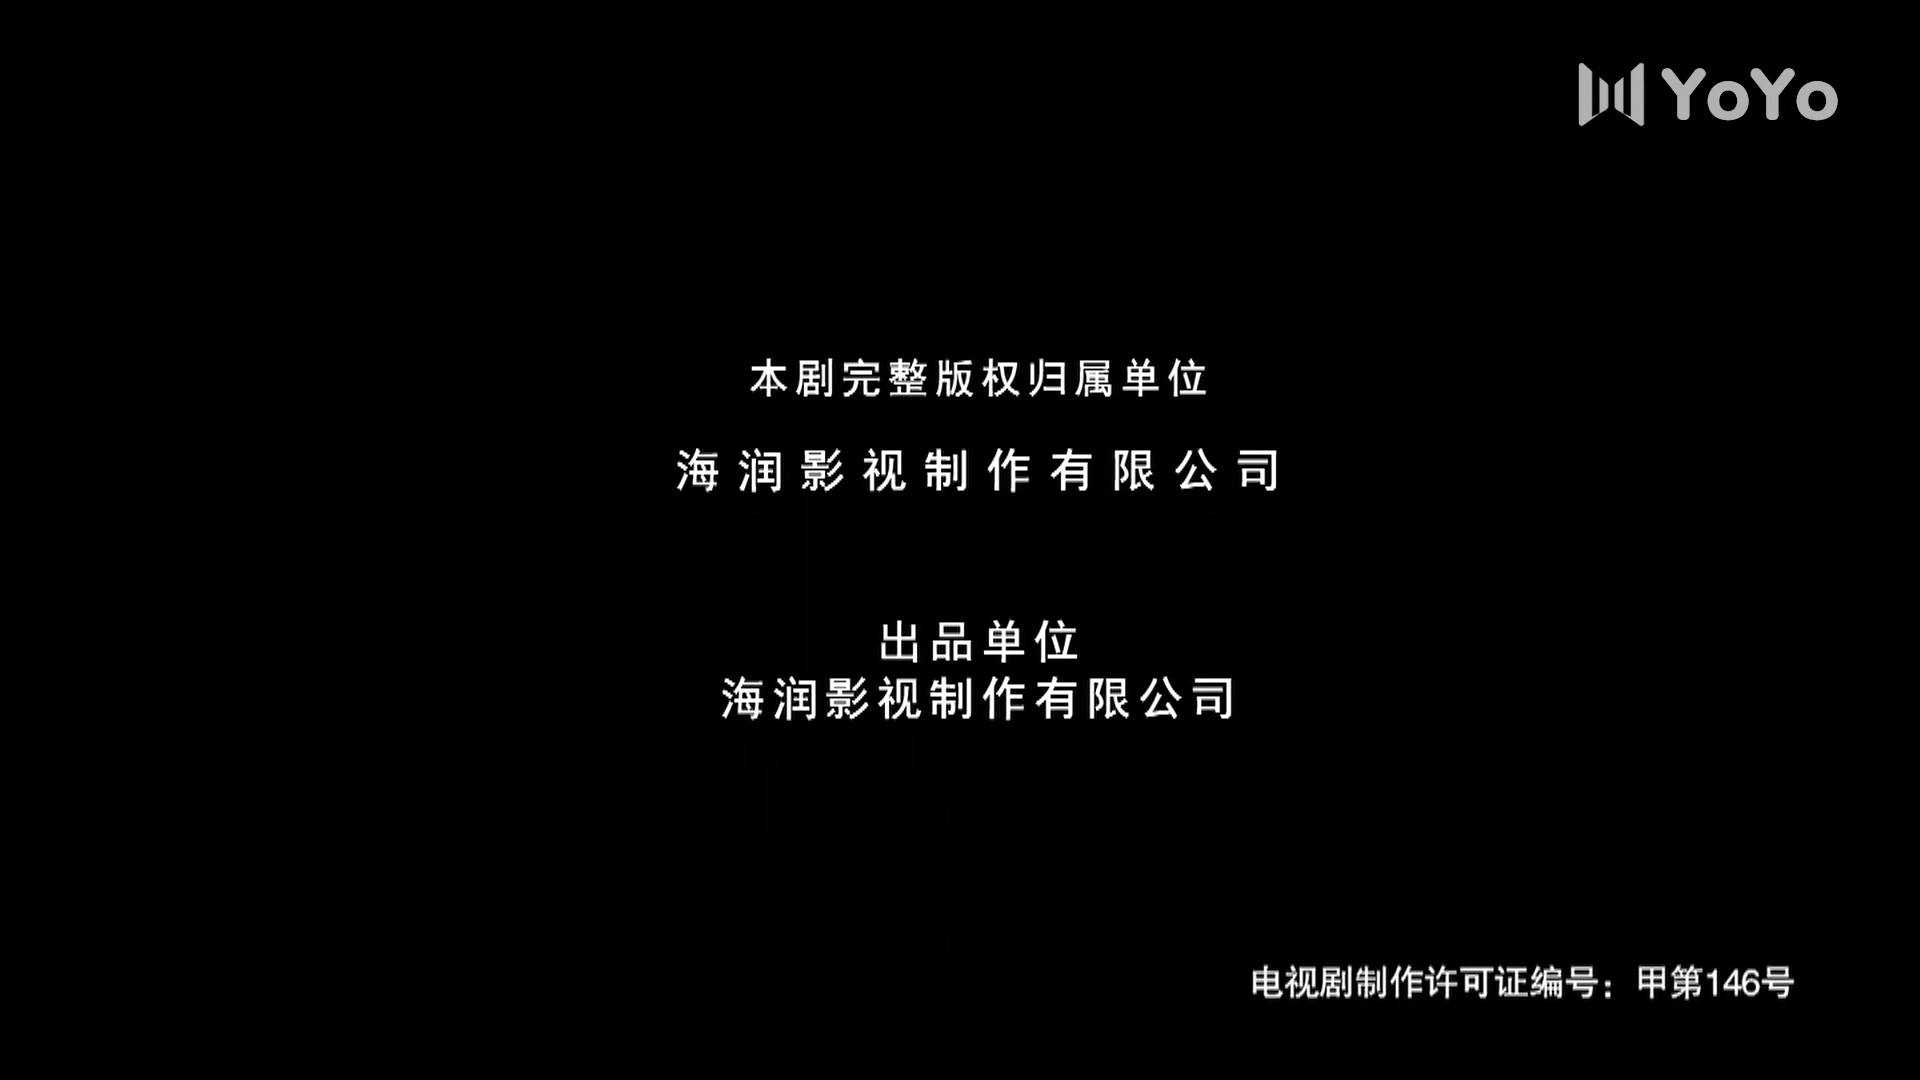 YoYo
本剧完整版权归属单位
海润影视制作有限公司
出品单位
海润影视制作有限公司
电视剧制作许可证编号：甲第146号